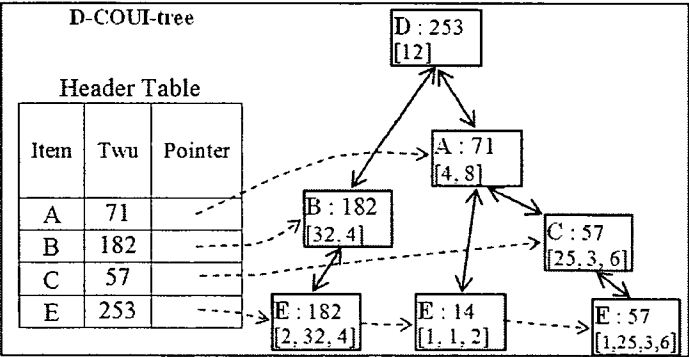 D-COUI-tree
Header Table
Item Twu Pointer
A 71
B 182
C 57
E 253
D : 253
[12]
A : 71
[4, 8]
B : 182
[32, 4]
C : 57
[25, 3, 6]
E : 182
[2, 32, 4]
E : 14
[1, 1, 2]
E : 57
[1,25,3,6]